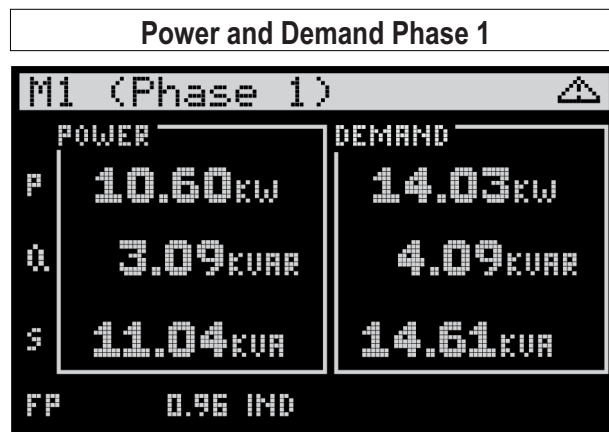 Power and Demand Phase 1
M1 (Phase 1)
POWER DEMAND
P 10.60KW 14.03KW
Q 3.09KVAR 4.09KVAR
S 11.04KVA 14.61KVA
FP 0.96 IND